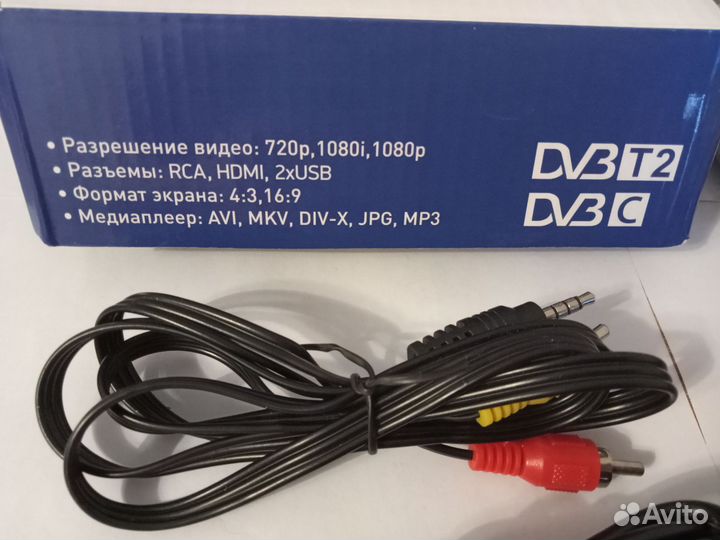 • Разрешение видео: 720p,1080i,1080p
• Разъемы: RCA, HDMI, 2xUSB
• Формат экрана: 4:3,16:9
• Медиаплеер: AVI, MKV, DIV-X, JPG, MP3
DVB T2
DVB C
Avito